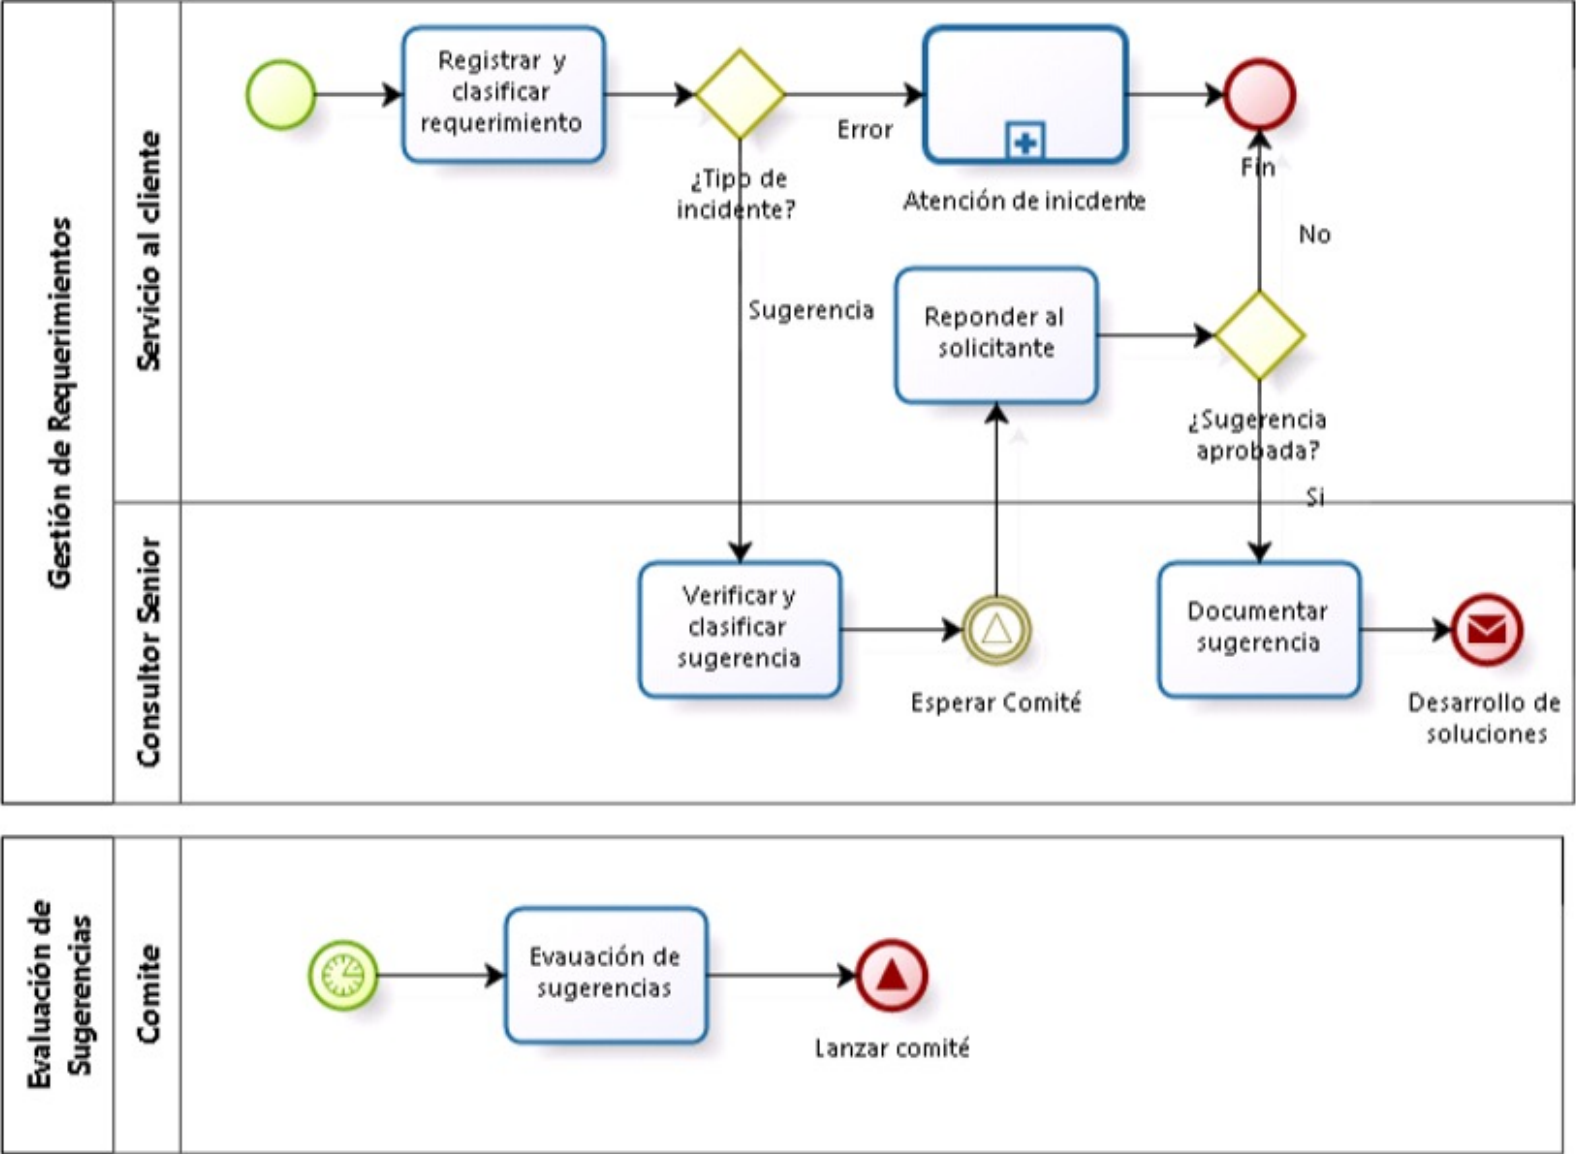 Gestión de Requerimientos
Servicio al cliente
Registrar y
clasificar
requerimiento
¿Tipo de
incidente?
Error
Atención de inicdente
Fin
No
Sugerencia
Reponder al
solicitante
¿Sugerencia
aprobada?
Si
Consultor Senior
Verificar y
clasificar
sugerencia
Esperar Comité
Documentar
sugerencia
Desarrollo de
soluciones
Evaluación de
Sugerencias
Comite
Evauación de
sugerencias
Lanzar comité